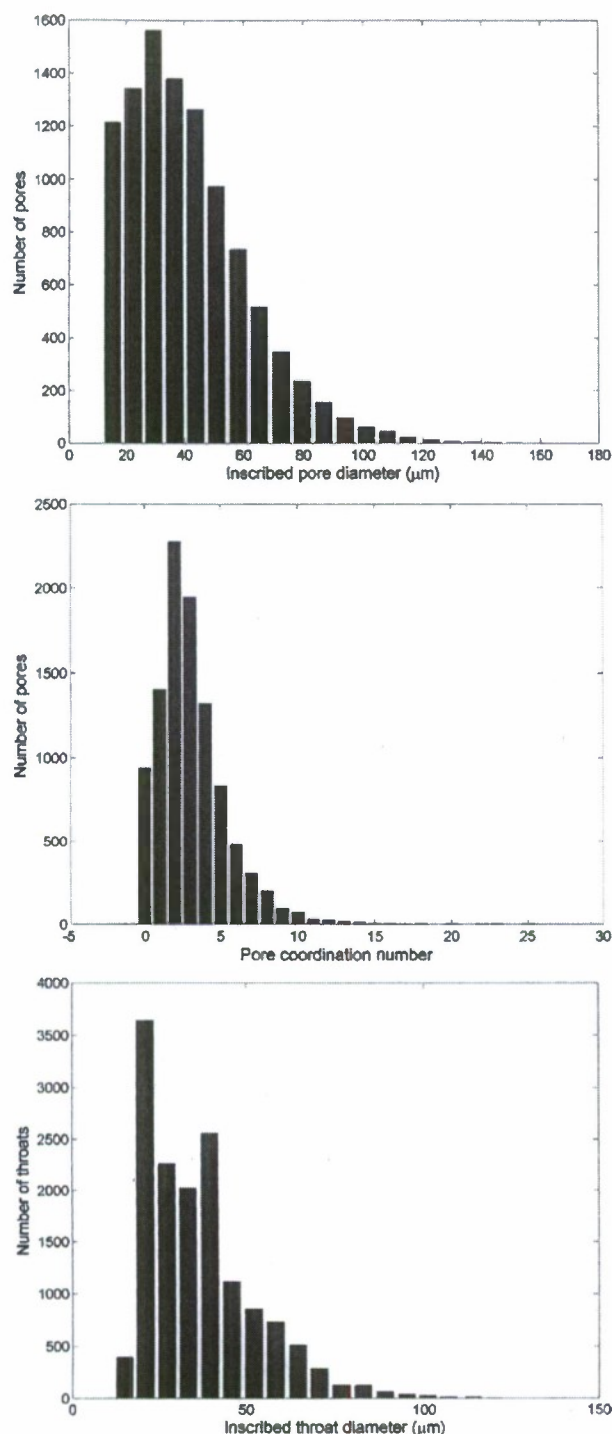 Number of pores
1600
1400
1200
1000
800
600
400
200
0
0 20 40 60 80 100 120 140 160 180
Inscribed pore diameter (μm)
Number of pores
2500
2000
1500
1000
500
0
-5 0 5 10 15 20 25 30
Pore coordination number
Number of throats
4000
3500
3000
2500
2000
1500
1000
500
0
0 50 100 150
Inscribed throat diameter (μm)